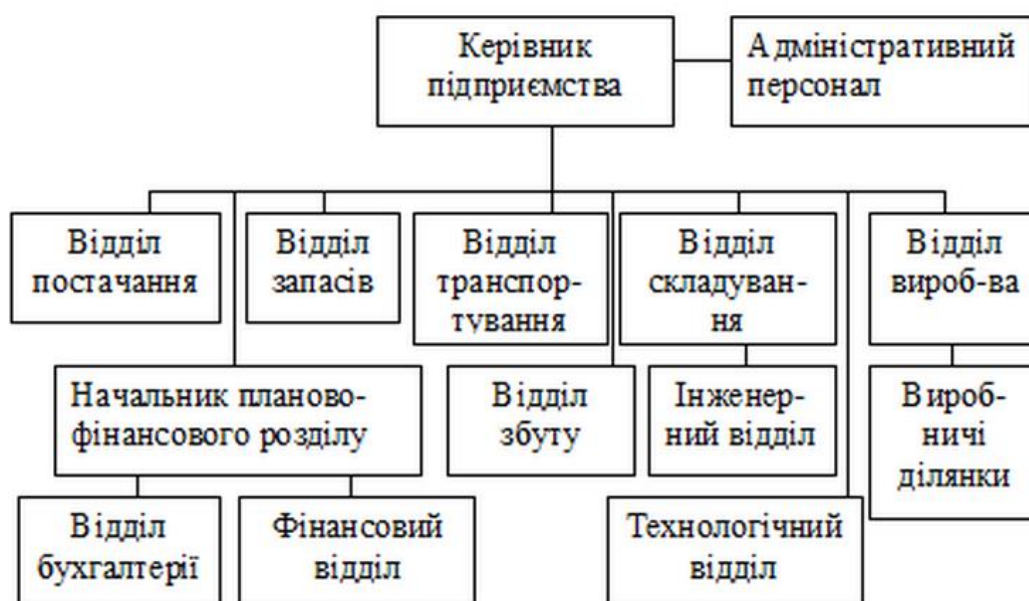 Керівник
підприємства
Адміністративний
персонал
Відділ
постачання
Відділ
запасів
Відділ
транспор-
тування
Відділ
складуван-
ня
Відділ
вироб-ва
Начальник планово-
фінансового розділу
Відділ
збуту
Інженер-
ний відділ
Вироб-
ничі
ділянки
Відділ
бухгалтерії
Фінансовий
відділ
Технологічний
відділ